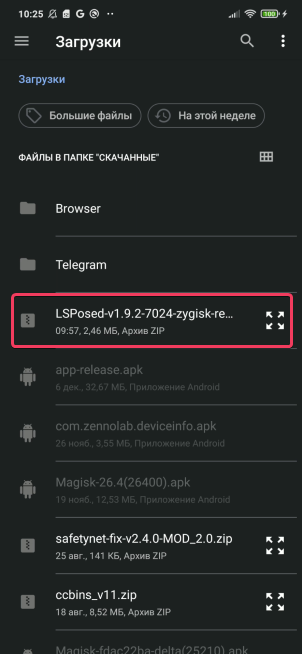 10:25
Загрузки
Загрузки
Большие файлы
На этой неделе
ФАЙЛЫ В ПАПКЕ "СКАЧАННЫЕ"
Browser
Telegram
LSPosed-v1.9.2-7024-zygisk-re...
09:57, 2,46 МБ, Архив ZIP
app-release.apk
6 дек., 32,67 МБ, Приложение Android
com.zennolab.deviceinfo.apk
26 нояб., 3,55 МБ, Приложение Android
Magisk-26.4(26400).apk
19 нояб., 12,53 МБ, Приложение Android
safetynet-fix-v2.4.0-MOD_2.0.zip
25 авг., 141 КБ, Архив ZIP
ccbins_v11.zip
18 авг., 8,52 МБ, Архив ZIP
Magisk-fdac22ba-delta(25210).apk